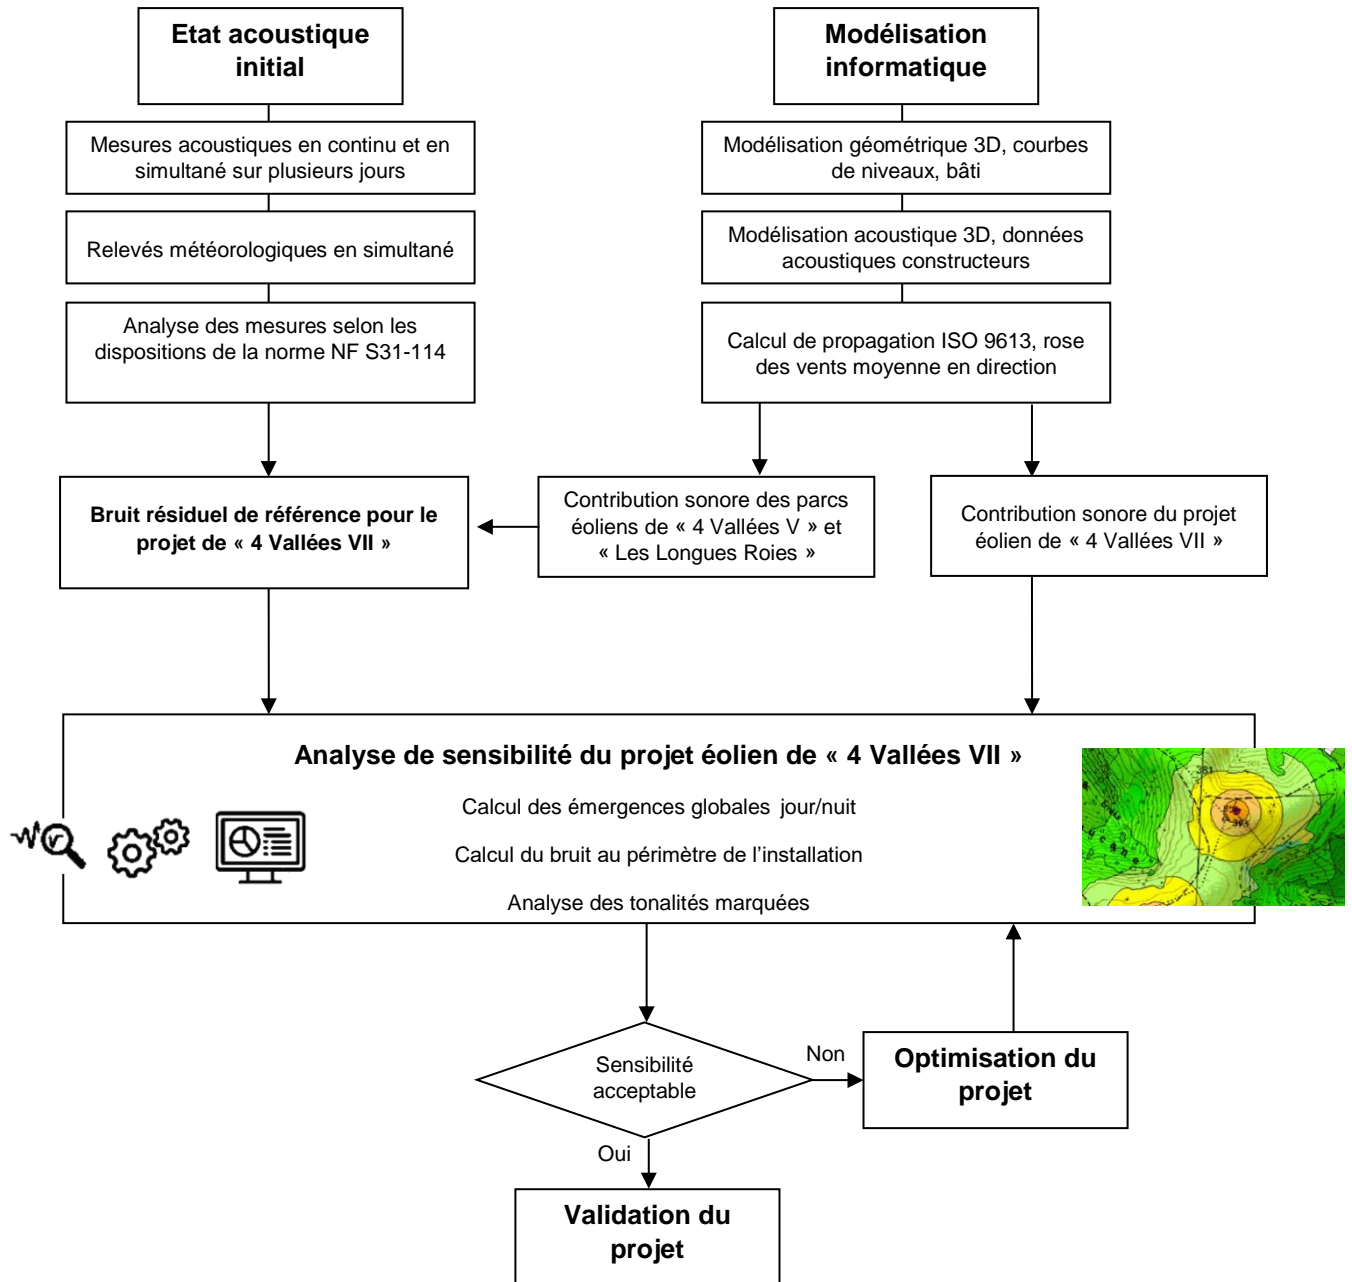 Etat acoustique
initial
Mesures acoustiques en continu et en
simultané sur plusieurs jours
Relevés météorologiques en simultané
Analyse des mesures selon les
dispositions de la norme NF S31-114
Modélisation
informatique
Modélisation géométrique 3D, courbes
de niveaux, bâti
Modélisation acoustique 3D, données
acoustiques constructeurs
Calcul de propagation ISO 9613, rose
des vents moyenne en direction
Bruit résiduel de référence pour le
projet de « 4 Vallées VII »
Contribution sonore des parcs
éoliens de « 4 Vallées V » et
« Les Longues Roies »
Contribution sonore du projet
éolien de « 4 Vallées VII »
Analyse de sensibilité du projet éolien de « 4 Vallées VII »
Calcul des émergences globales jour/nuit
Calcul du bruit au périmètre de l'installation
Analyse des tonalités marquées
381
Sensibilité
acceptable
Non
Optimisation du
projet
Oui
Validation du
projet